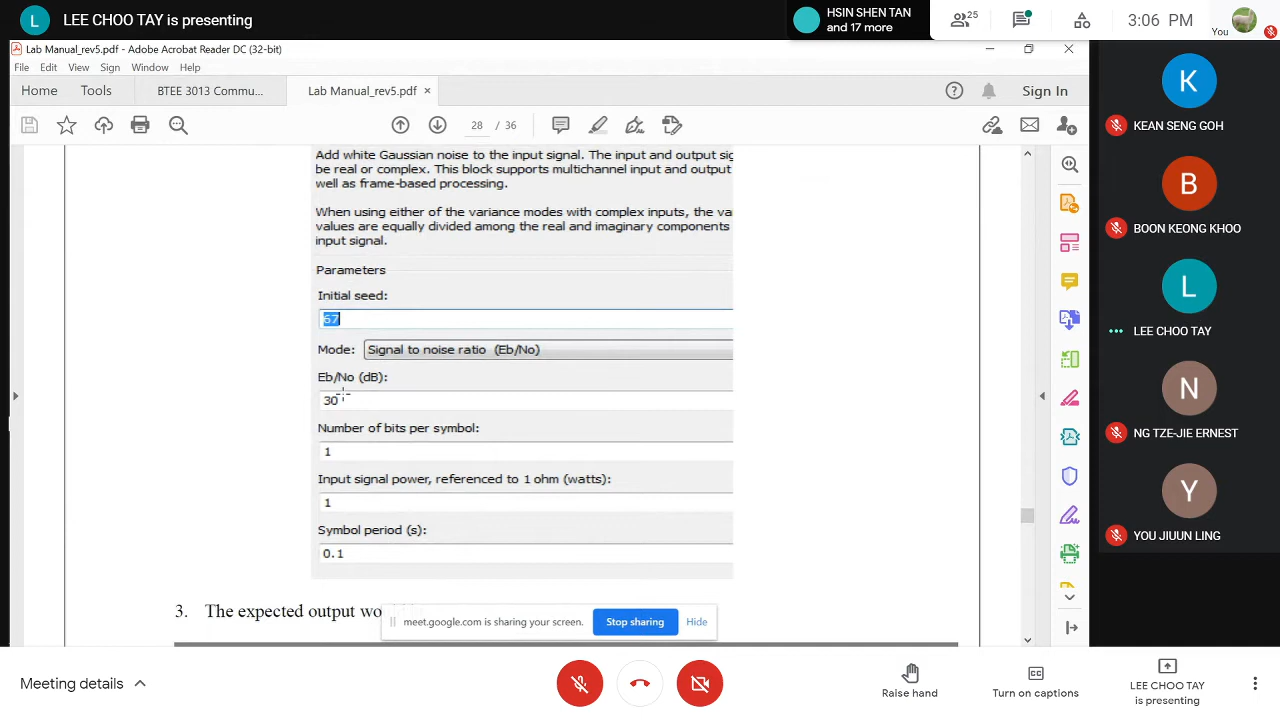 L LEE CHOO TAY is presenting
HSIN SHEN TAN
and 17 more
25
3:06 PM
You
Lab Manual_rev5.pdf - Adobe Acrobat Reader DC (32-bit)
File Edit View Sign Window Help
Home Tools BTEE 3013 Commu... Lab Manual_rev5.pdf × Sign In
28 / 36
Add white Gaussian noise to the input signal. The input and output sig
be real or complex. This block supports multichannel input and output
well as frame-based processing.
When using either of the variance modes with complex inputs, the va
values are equally divided among the real and imaginary components
input signal.
Parameters
Initial seed:
67
Mode: Signal to noise ratio (Eb/No)
Eb/No (dB):
30
Number of bits per symbol:
1
Input signal power, referenced to 1 ohm (watts):
1
Symbol period (s):
0.1
3. The expected output wo
meet.google.com is sharing your screen. Stop sharing Hide
K
KEAN SENG GOH
B
BOON KEONG KHOO
L
LEE CHOO TAY
N
NG TZE-JIE ERNEST
Y
YOU JIUUN LING
Meeting details
Raise hand
Turn on captions
LEE CHOO TAY
is presenting